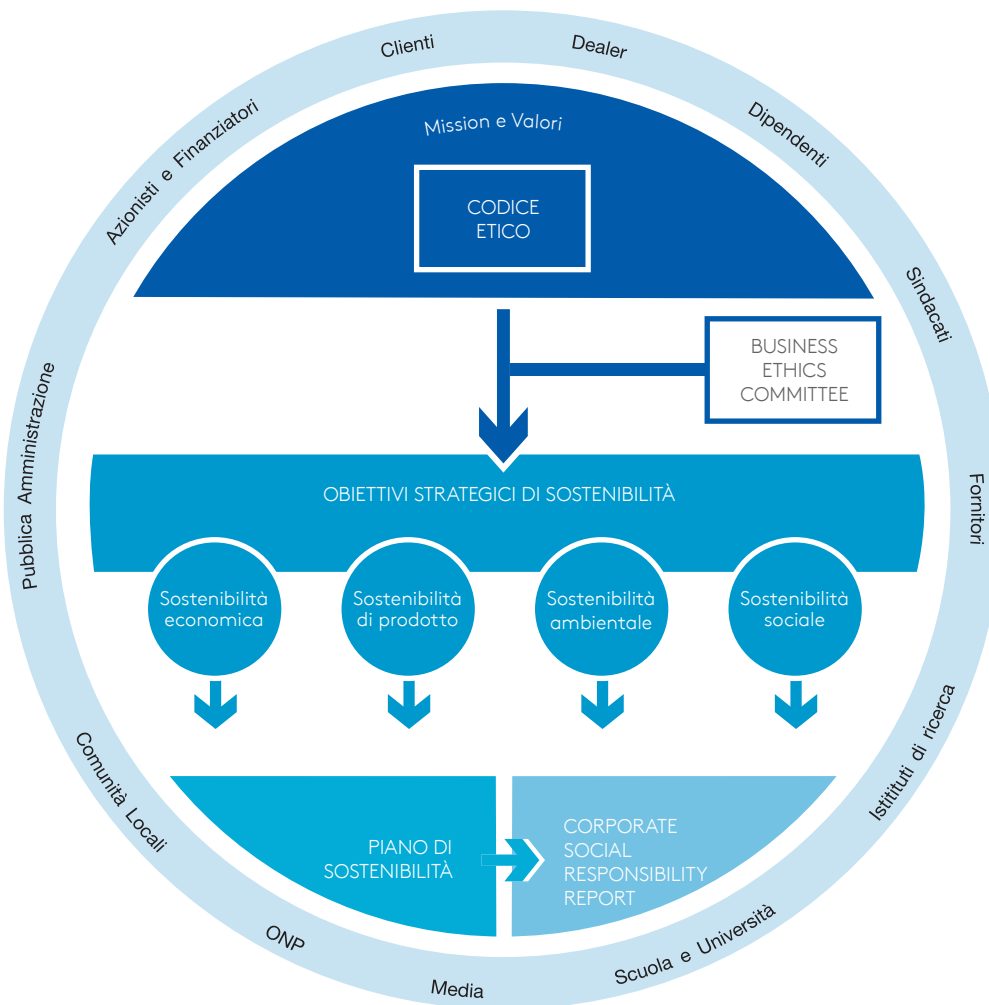 Clienti
Dealer
Dipendenti
Sindacati
Fornitori
Istitituti di ricerca
Scuola e Università
Media
ONP
Comunità Locali
Pubblica Amministrazione
Azionisti e Finanziatori
Mission e Valori
CODICE
ETICO
BUSINESS
ETHICS
COMMITTEE
OBIETTIVI STRATEGICI DI SOSTENIBILITÀ
Sostenibilità
economica
Sostenibilità
di prodotto
Sostenibilità
ambientale
Sostenibilità
sociale
PIANO DI
SOSTENIBILITÀ
CORPORATE
SOCIAL
RESPONSIBILITY
REPORT